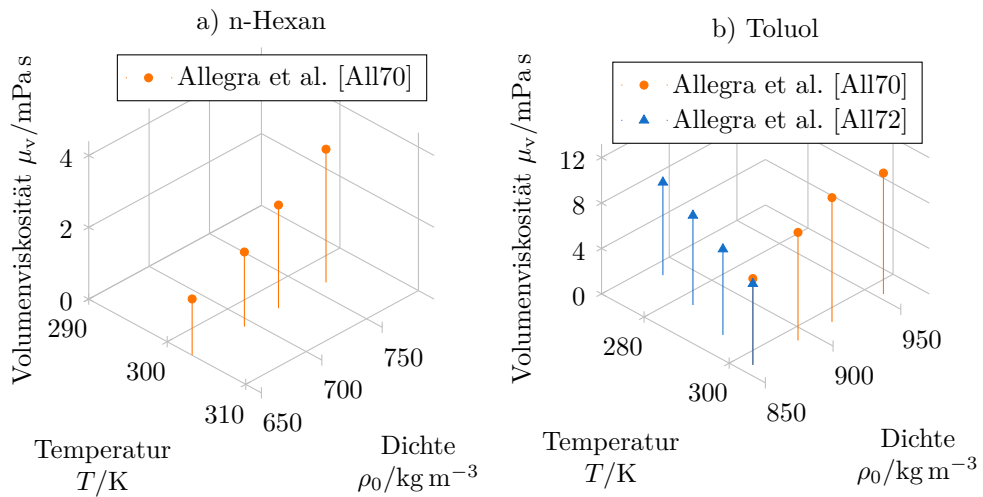 a) n-Hexan
Allegra et al. [All70]
Volumenviskosität μᵥ/mPa s
4
2
0
290
300
310
650
700
750
Temperatur
T/K
Dichte
ρ₀/kg m⁻³
b) Toluol
Allegra et al. [All70]
Allegra et al. [All72]
Volumenviskosität μᵥ/mPa s
12
8
4
0
280
300
850
900
950
Temperatur
T/K
Dichte
ρ₀/kg m⁻³